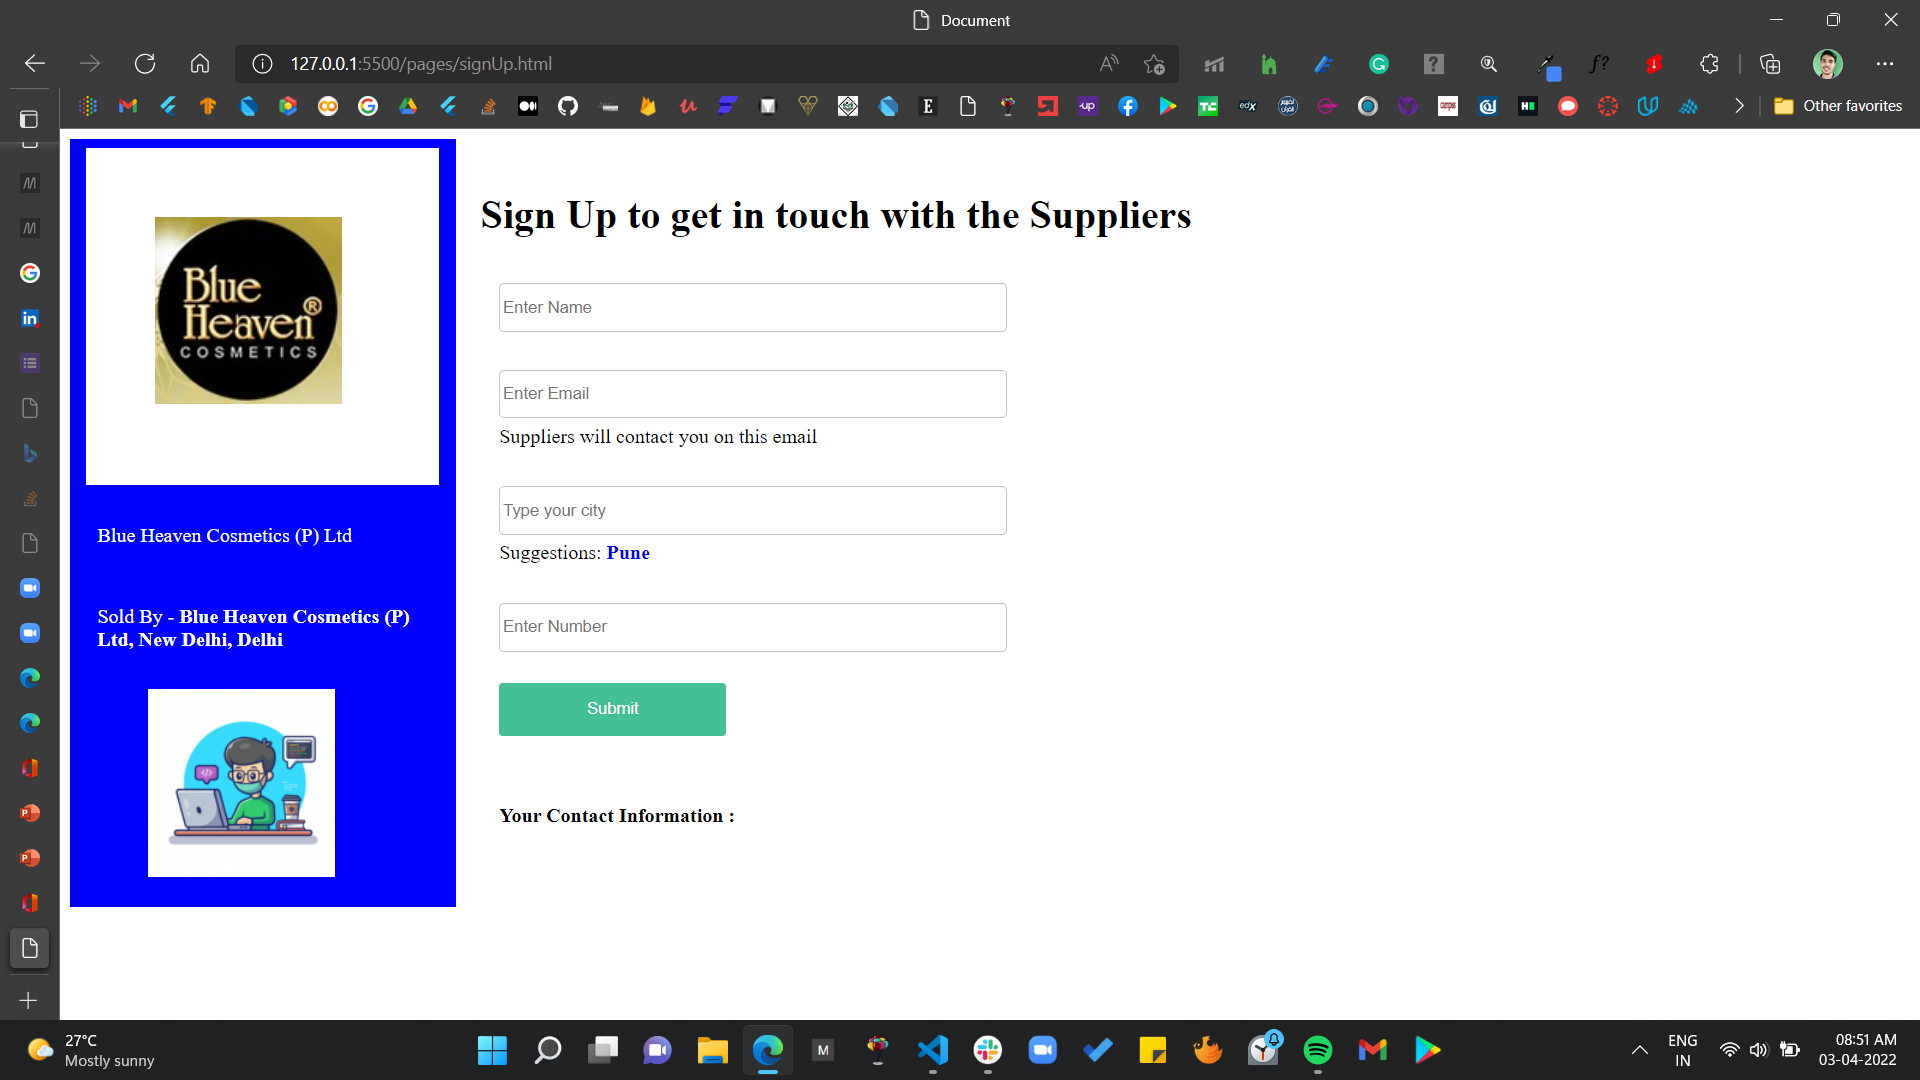 Document
127.0.0.1:5500/pages/signUp.html
Other favorites
Blue
Heaven®
COSMETICS
Blue Heaven Cosmetics (P) Ltd
Sold By - Blue Heaven Cosmetics (P)
Ltd, New Delhi, Delhi
Sign Up to get in touch with the Suppliers
Enter Name
Enter Email
Suppliers will contact you on this email
Type your city
Suggestions: Pune
Enter Number
Submit
Your Contact Information :
27°C
Mostly sunny
ENG
IN
08:51 AM
03-04-2022